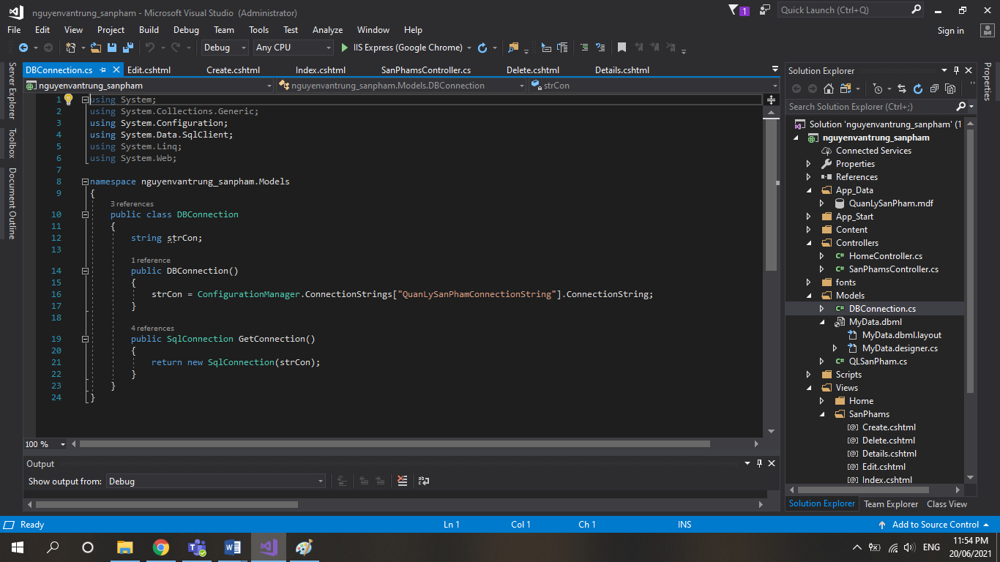 nguyenvantrung_sanpham - Microsoft Visual Studio (Administrator)
1
Quick Launch (Ctrl+Q)
File Edit View Project Build Debug Team Tools Test Analyze Window Help
Sign in
Debug Any CPU IIS Express (Google Chrome)
Server Explorer
Toolbox
Document Outline
DBConnection.cs Edit.cshtml Create.cshtml Index.cshtml SanPhamsController.cs Delete.cshtml Details.cshtml
nguyenvantrung_sanpham nguyenvantrung_sanpham.Models.DBConnection strCon
1 using System;
2 using System.Collections.Generic;
3 using System.Configuration;
4 using System.Data.SqlClient;
5 using System.Linq;
6 using System.Web;
7
8 namespace nguyenvantrung_sanpham.Models
9 {
3 references
10 public class DBConnection
11 {
12 string strCon;
13
1 reference
14 public DBConnection()
15 {
16 strCon = ConfigurationManager.ConnectionStrings["QuanLySanPhamConnectionString"].ConnectionString;
17 }
18
4 references
19 public SqlConnection GetConnection()
20 {
21 return new SqlConnection(strCon);
22 }
23 }
24 }
100 %
Output
Show output from: Debug
Solution Explorer
Search Solution Explorer (Ctrl+;)
Solution 'nguyenvantrung_sanpham' (1
nguyenvantrung_sanpham
Connected Services
Properties
References
App_Data
QuanLySanPham.mdf
App_Start
Content
Controllers
C# HomeController.cs
C# SanPhamsController.cs
fonts
Models
C# DBConnection.cs
MyData.dbml
MyData.dbml.layout
MyData.designer.cs
C# QLSanPham.cs
Scripts
Views
Home
SanPhams
[@] Create.cshtml
[@] Delete.cshtml
[@] Details.cshtml
[@] Edit.cshtml
[@] Index.cshtml
Solution Explorer Team Explorer Class View
Properties
Ready Ln 1 Col 1 Ch 1 INS Add to Source Control
ENG
11:54 PM
20/06/2021